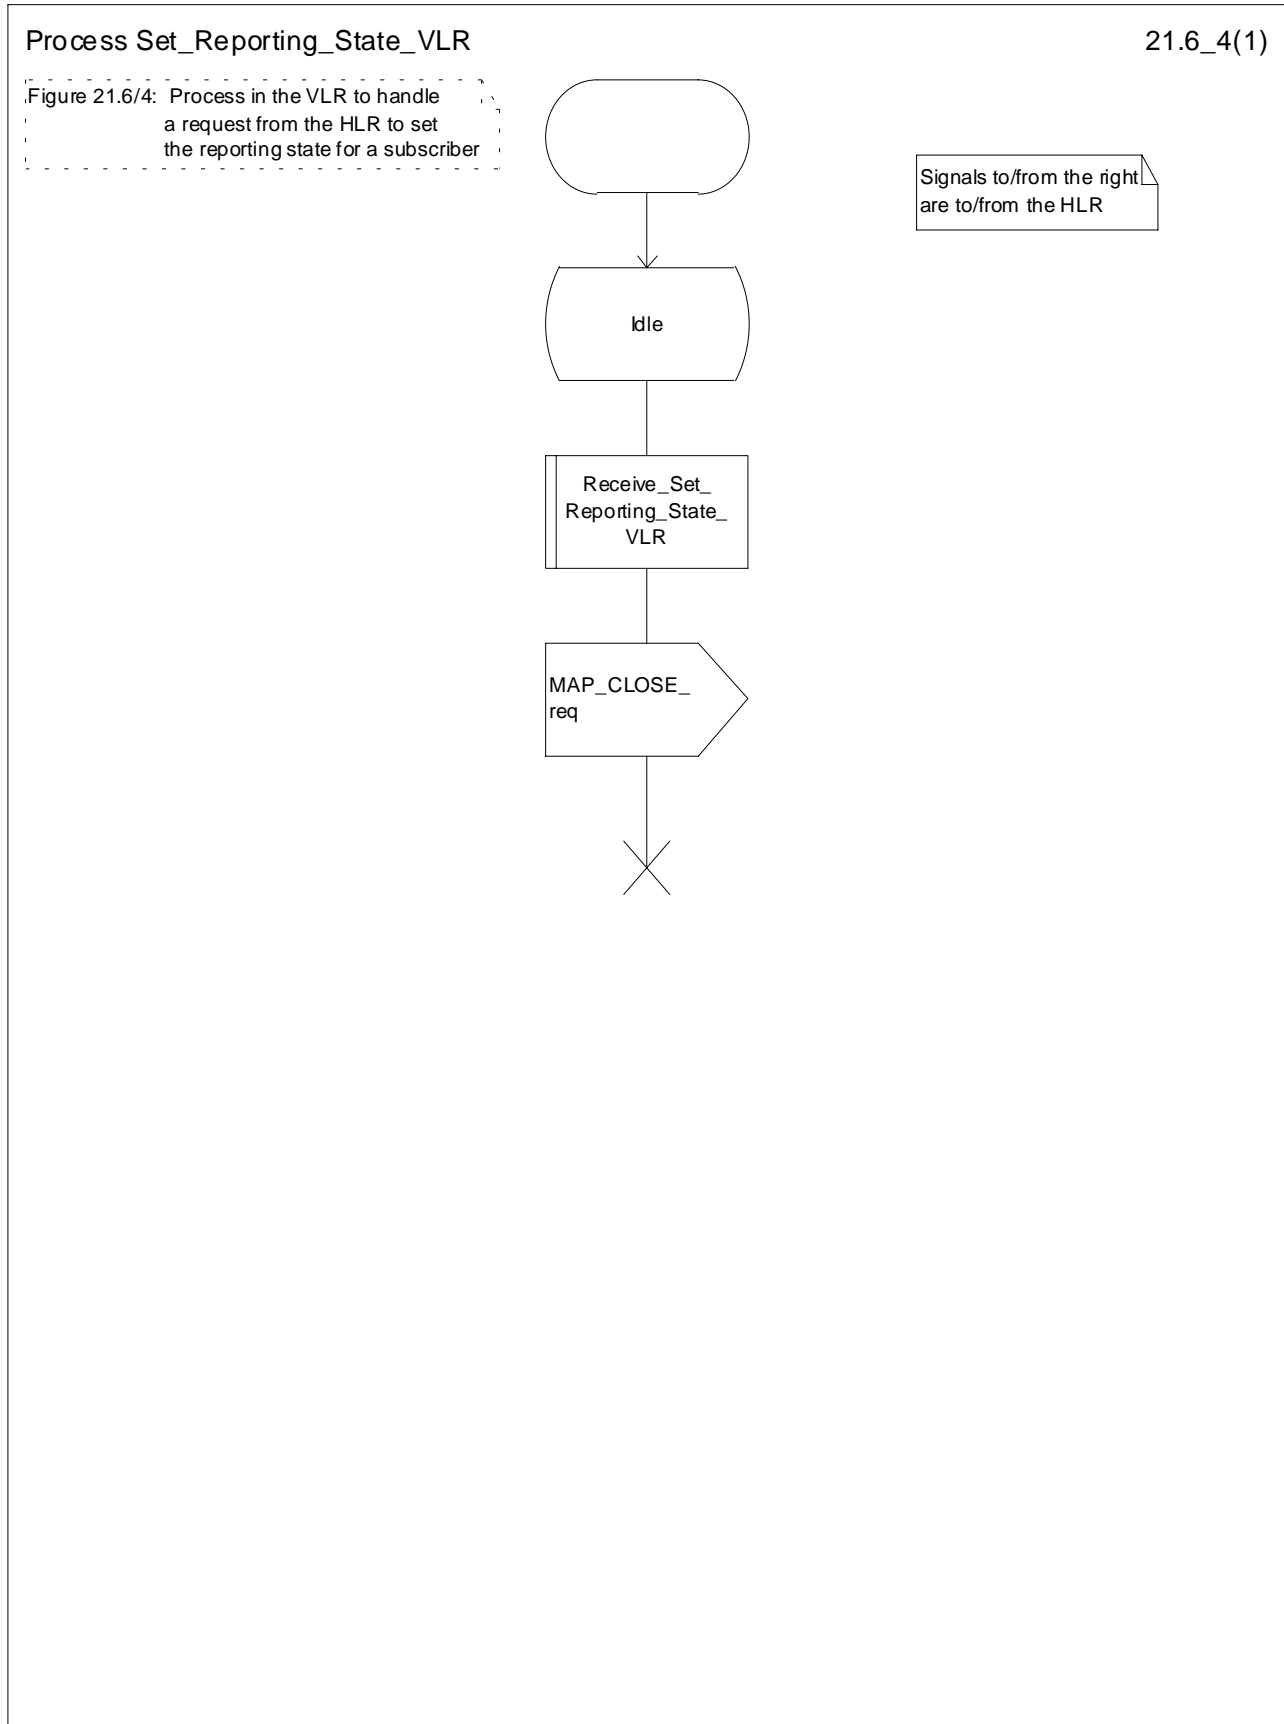 Process Set_Reporting_State_VLR
21.6_4(1)
Figure 21.6/4: Process in the VLR to handle
a request from the HLR to set
the reporting state for a subscriber
Signals to/from the right
are to/from the HLR
Idle
Receive_Set_
Reporting_State_
VLR
MAP_CLOSE_
req